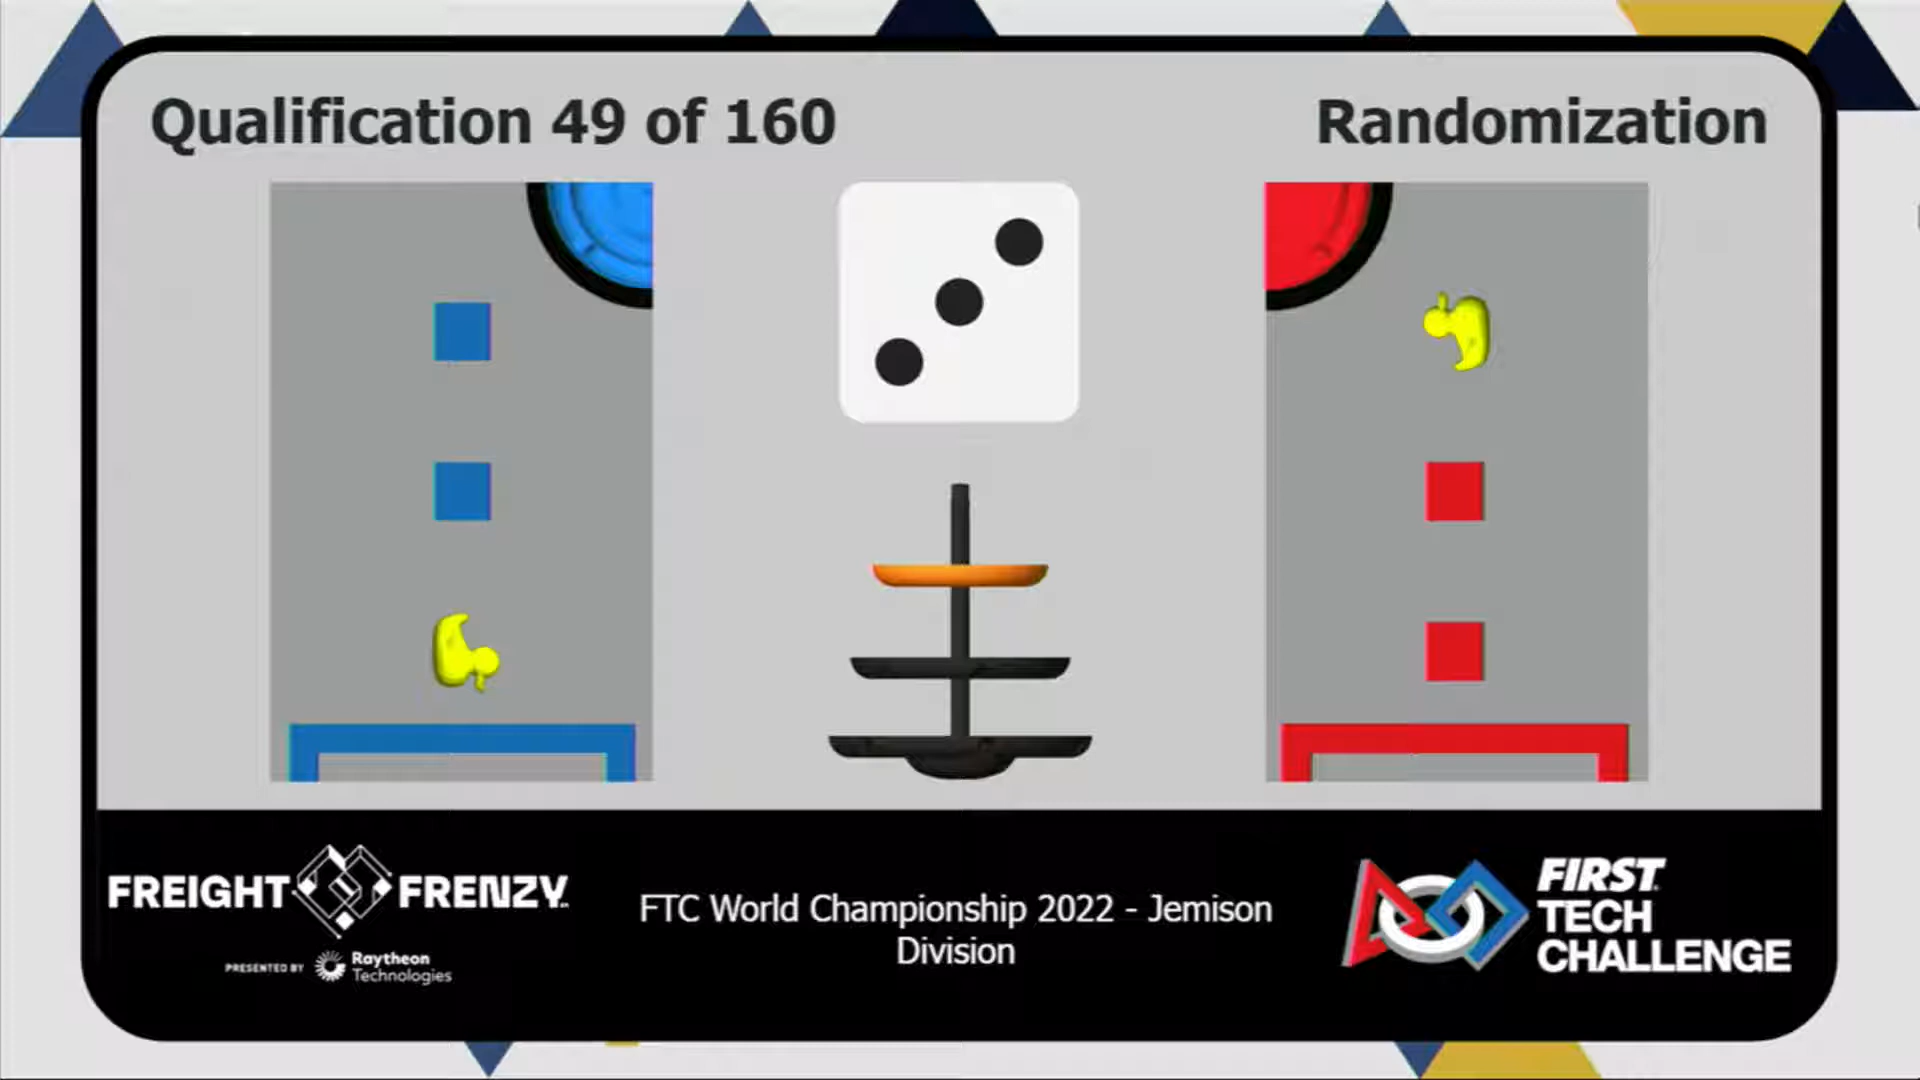 Qualification 49 of 160
Randomization
FREIGHT FRENZY
PRESENTED BY Raytheon Technologies
FTC World Championship 2022 - Jemison
Division
FIRST
TECH
CHALLENGE